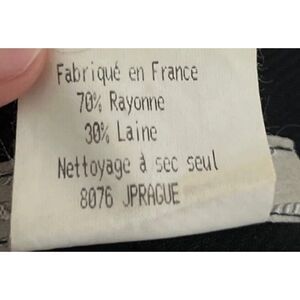 Fabriqué en France
70% Rayonne
30% Laine
Nettoyage à sec seul
8076 JPRAGUE